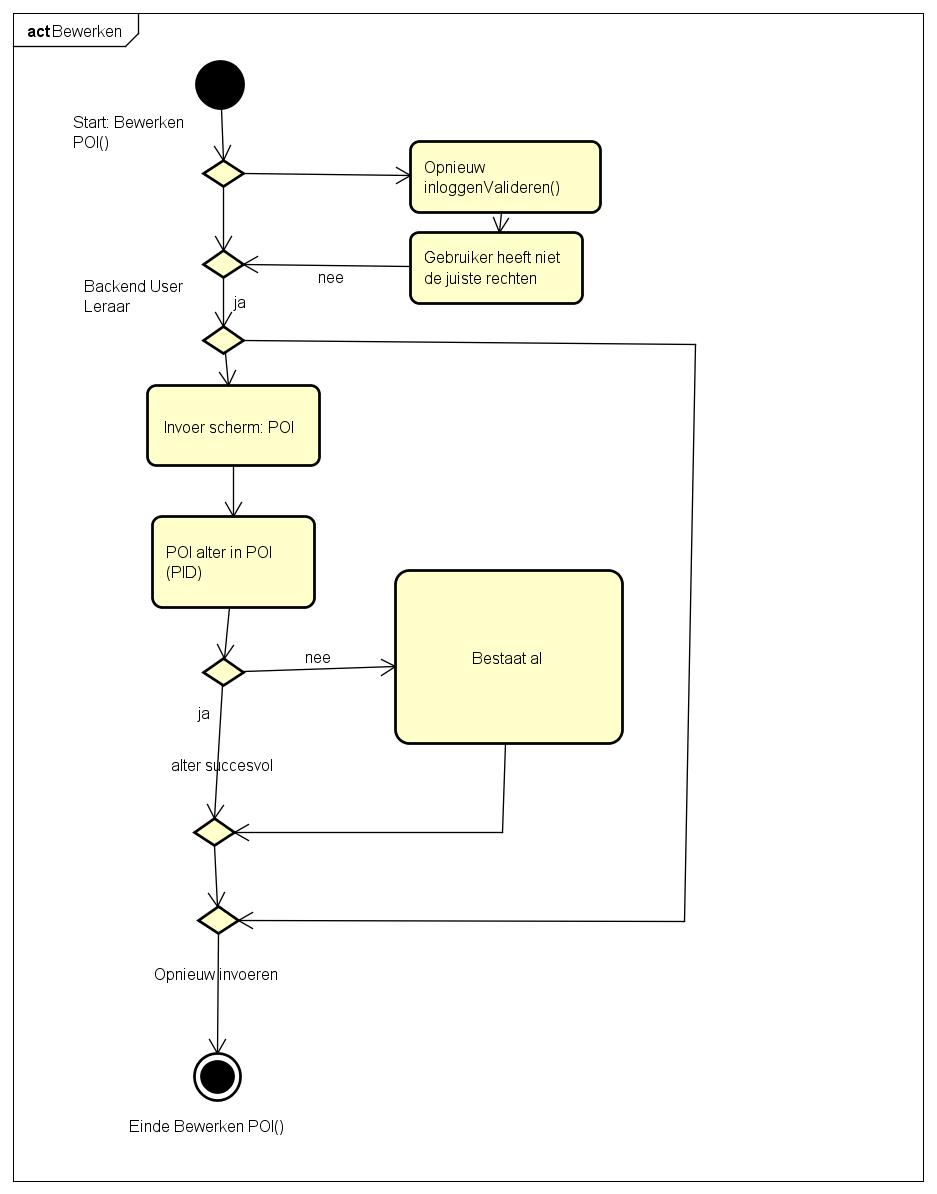 act Bewerken
Start: Bewerken
POI()
Opnieuw
inloggenValideren()
Gebruiker heeft niet
de juiste rechten
nee
Backend User
Leraar
ja
Invoer scherm: POI
POI alter in POI
(PID)
nee
Bestaat al
ja
alter succesvol
Opnieuw invoeren
Einde Bewerken POI()